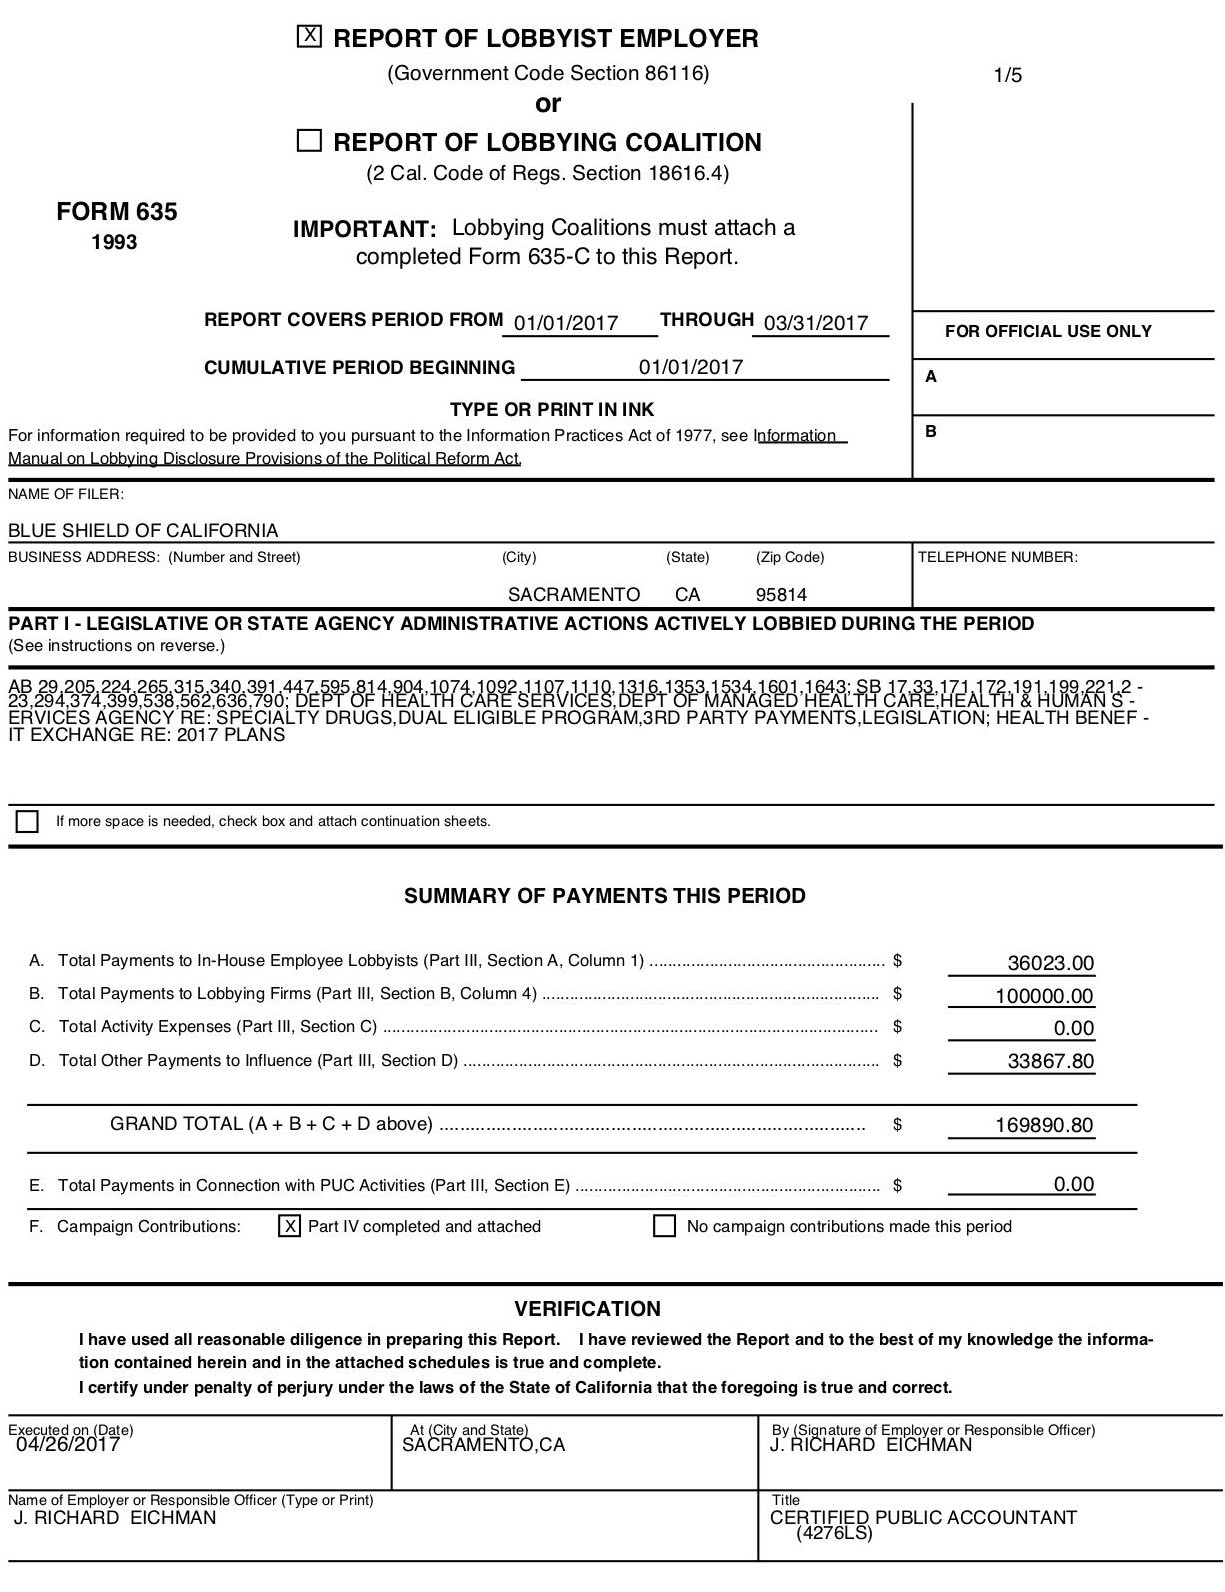 X REPORT OF LOBBYIST EMPLOYER
(Government Code Section 86116)
1/5
or
REPORT OF LOBBYING COALITION
(2 Cal. Code of Regs. Section 18616.4)
FORM 635
1993
IMPORTANT: Lobbying Coalitions must attach a
completed Form 635-C to this Report.
REPORT COVERS PERIOD FROM 01/01/2017 THROUGH 03/31/2017
FOR OFFICIAL USE ONLY
CUMULATIVE PERIOD BEGINNING 01/01/2017
A
TYPE OR PRINT IN INK
B
For information required to be provided to you pursuant to the Information Practices Act of 1977, see Information
Manual on Lobbying Disclosure Provisions of the Political Reform Act.
NAME OF FILER:
BLUE SHIELD OF CALIFORNIA
BUSINESS ADDRESS: (Number and Street) (City) (State) (Zip Code) TELEPHONE NUMBER:
SACRAMENTO CA 95814
PART I - LEGISLATIVE OR STATE AGENCY ADMINISTRATIVE ACTIONS ACTIVELY LOBBIED DURING THE PERIOD
(See instructions on reverse.)
AB 29,205,224,265,315,340,391,447,595,814,904,1074,1092,1107,1110,1316,1353,1534,1601,1643; SB 17,33,171,172,191,199,221,2 -
23,294,374,399,538,562,636,790; DEPT OF HEALTH CARE SERVICES,DEPT OF MANAGED HEALTH CARE,HEALTH & HUMAN S -
ERVICES AGENCY RE: SPECIALTY DRUGS,DUAL ELIGIBLE PROGRAM,3RD PARTY PAYMENTS,LEGISLATION; HEALTH BENEF -
IT EXCHANGE RE: 2017 PLANS
If more space is needed, check box and attach continuation sheets.
SUMMARY OF PAYMENTS THIS PERIOD
A. Total Payments to In-House Employee Lobbyists (Part III, Section A, Column 1) .................................................. $ 36023.00
B. Total Payments to Lobbying Firms (Part III, Section B, Column 4) ........................................................................ $ 100000.00
C. Total Activity Expenses (Part III, Section C) .......................................................................................................... $ 0.00
D. Total Other Payments to Influence (Part III, Section D) ......................................................................................... $ 33867.80
GRAND TOTAL (A + B + C + D above) .................................................................................. $ 169890.80
E. Total Payments in Connection with PUC Activities (Part III, Section E) ................................................................. $ 0.00
F. Campaign Contributions: X Part IV completed and attached No campaign contributions made this period
VERIFICATION
I have used all reasonable diligence in preparing this Report. I have reviewed the Report and to the best of my knowledge the informa-
tion contained herein and in the attached schedules is true and complete.
I certify under penalty of perjury under the laws of the State of California that the foregoing is true and correct.
Executed on (Date) At (City and State) By (Signature of Employer or Responsible Officer)
04/26/2017 SACRAMENTO,CA J. RICHARD EICHMAN
Name of Employer or Responsible Officer (Type or Print) Title
J. RICHARD EICHMAN CERTIFIED PUBLIC ACCOUNTANT
(4276LS)